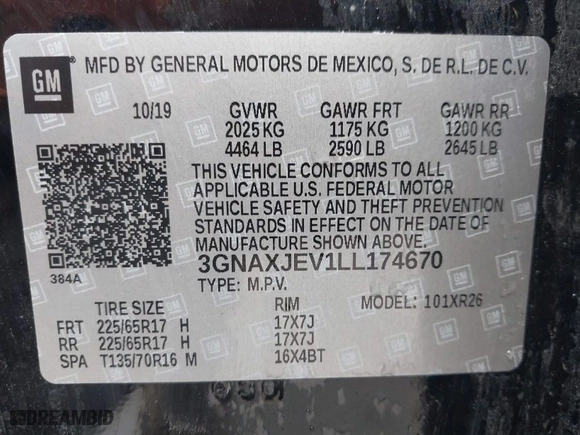 GM
MFD BY GENERAL MOTORS DE MEXICO, S. DE R.L. DE C.V.
10/19 GVWR GAWR FRT GAWR RR
2025 KG 1175 KG 1200 KG
4464 LB 2590 LB 2645 LB
THIS VEHICLE CONFORMS TO ALL
APPLICABLE U.S. FEDERAL MOTOR
VEHICLE SAFETY AND THEFT PREVENTION
STANDARDS IN EFFECT ON THE DATE OF
MANUFACTURE SHOWN ABOVE.
384A
3GNAXJEV1LL174670
TYPE: M.P.V. MODEL: 101XR26
TIRE SIZE RIM
FRT 225/65R17 H 17X7J
RR 225/65R17 H 17X7J
SPA T135/70R16 M 16X4BT
DREAMBID